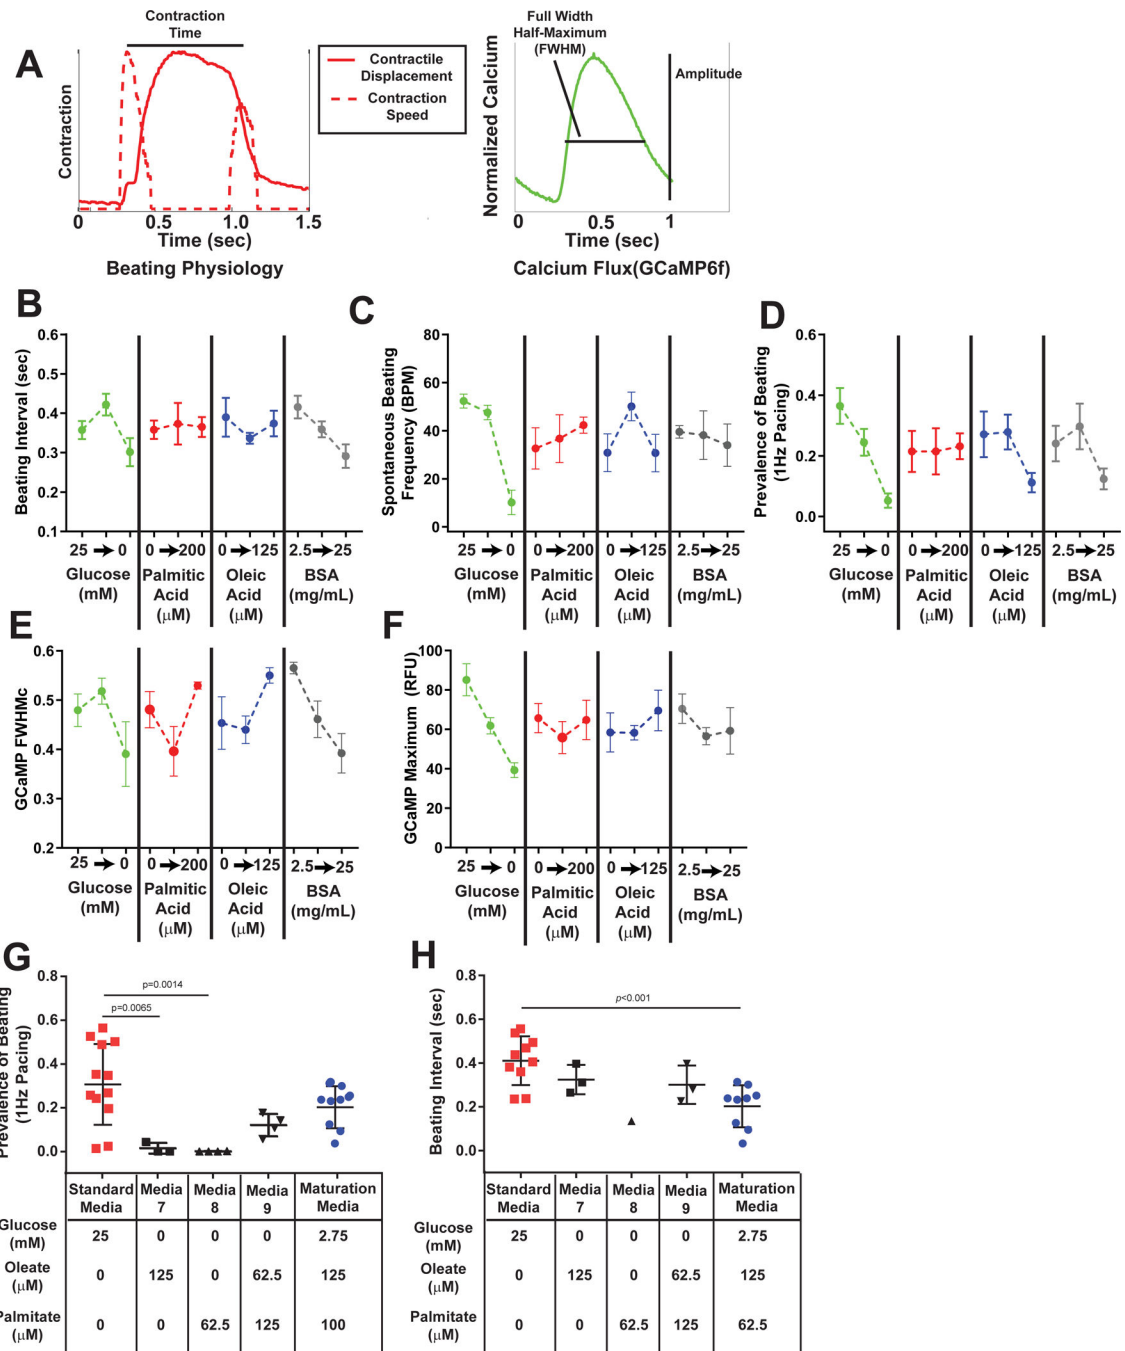 A
Contraction
Time
Contraction
0
0.5
1.0
1.5
Time (sec)
Beating Physiology
Contractile
Displacement
Contraction
Speed
Full Width
Half-Maximum
(FWHM)
Amplitude
Normalized Calcium
0
0.5
1
Time (sec)
Calcium Flux(GCaMP6f)
B
Beating Interval (sec)
0.6
0.5
0.4
0.3
0.2
0.1
25 → 0
0 → 200
0 → 125
2.5 → 25
Glucose
(mM)
Palmitic
Acid
(μM)
Oleic
Acid
(μM)
BSA
(mg/mL)
C
Spontaneous Beating
Frequency (BPM)
80
60
40
20
0
25 → 0
0 → 200
0 → 125
2.5 → 25
Glucose
(mM)
Palmitic
Acid
(μM)
Oleic
Acid
(μM)
BSA
(mg/mL)
D
Prevalence of Beating
(1Hz Pacing)
0.6
0.4
0.2
0.0
25 → 0
0 → 200
0 → 125
2.5 → 25
Glucose
(mM)
Palmitic
Acid
(μM)
Oleic
Acid
(μM)
BSA
(mg/mL)
E
GCaMP FWHMc
0.6
0.5
0.4
0.3
0.2
25 → 0
0 → 200
0 → 125
2.5 → 25
Glucose
(mM)
Palmitic
Acid
(μM)
Oleic
Acid
(μM)
BSA
(mg/mL)
F
GCaMP Maximum (RFU)
100
80
60
40
20
0
25 → 0
0 → 200
0 → 125
2.5 → 25
Glucose
(mM)
Palmitic
Acid
(μM)
Oleic
Acid
(μM)
BSA
(mg/mL)
G
Prevalence of Beating
(1Hz Pacing)
0.8
0.6
0.4
0.2
0.0
p=0.0014
p=0.0065
Standard Media Media Media Maturation
Media 7 8 9 Media
Glucose
(mM) 25 0 0 0 2.75
Oleate
(μM) 0 125 0 62.5 125
Palmitate
(μM) 0 0 62.5 125 100
H
Beating Interval (sec)
0.8
0.6
0.4
0.2
0.0
p<0.001
Standard Media Media Media Maturation
Media 7 8 9 Media
Glucose
(mM) 25 0 0 0 2.75
Oleate
(μM) 0 125 0 62.5 125
Palmitate
(μM) 0 0 62.5 125 62.5